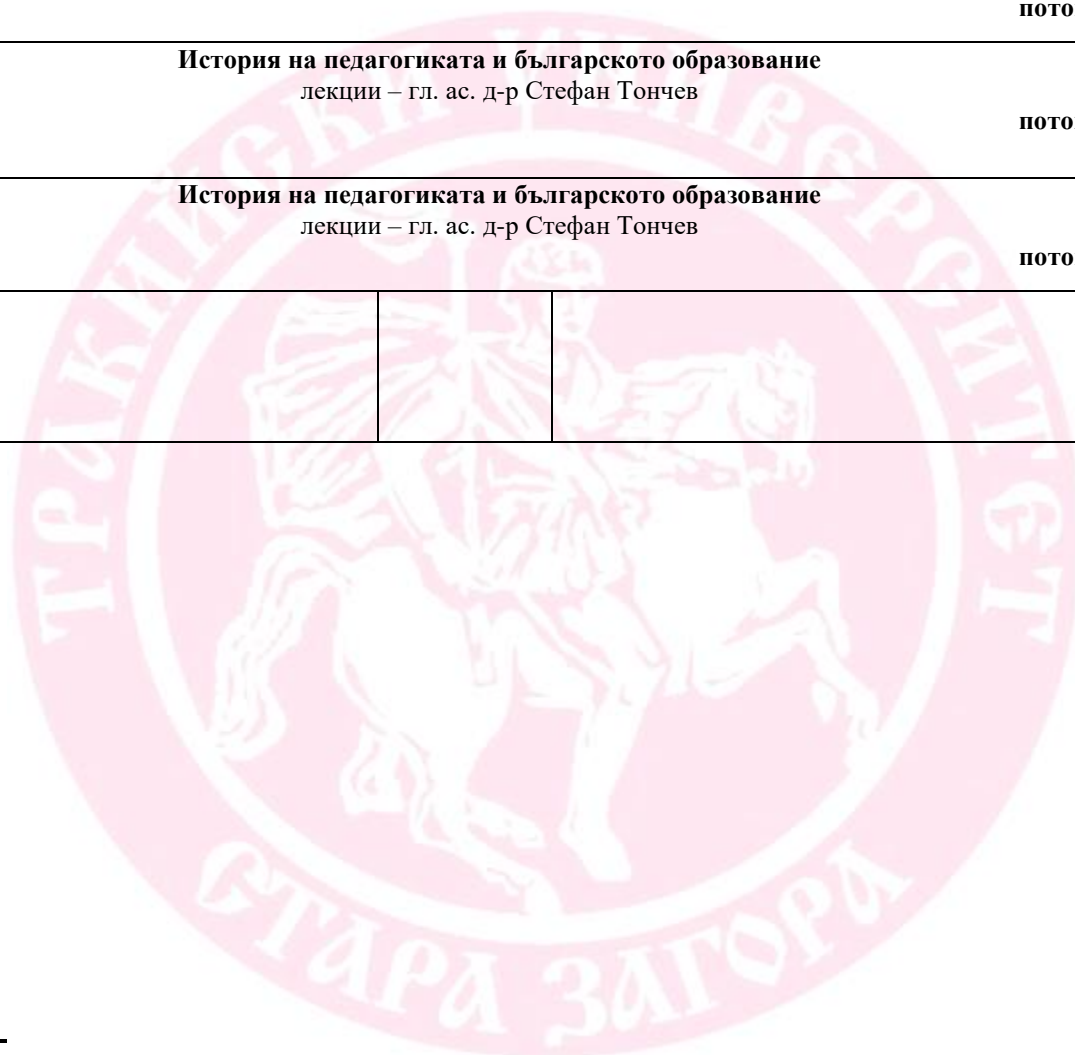 пото
История на педагогиката и българското образование
лекции – гл. ас. д-р Стефан Тончев
пото
История на педагогиката и българското образование
лекции – гл. ас. д-р Стефан Тончев
пото
ТРАКИЙСКИ УНИВЕРСИТЕТ
СТАРА ЗАГОРА